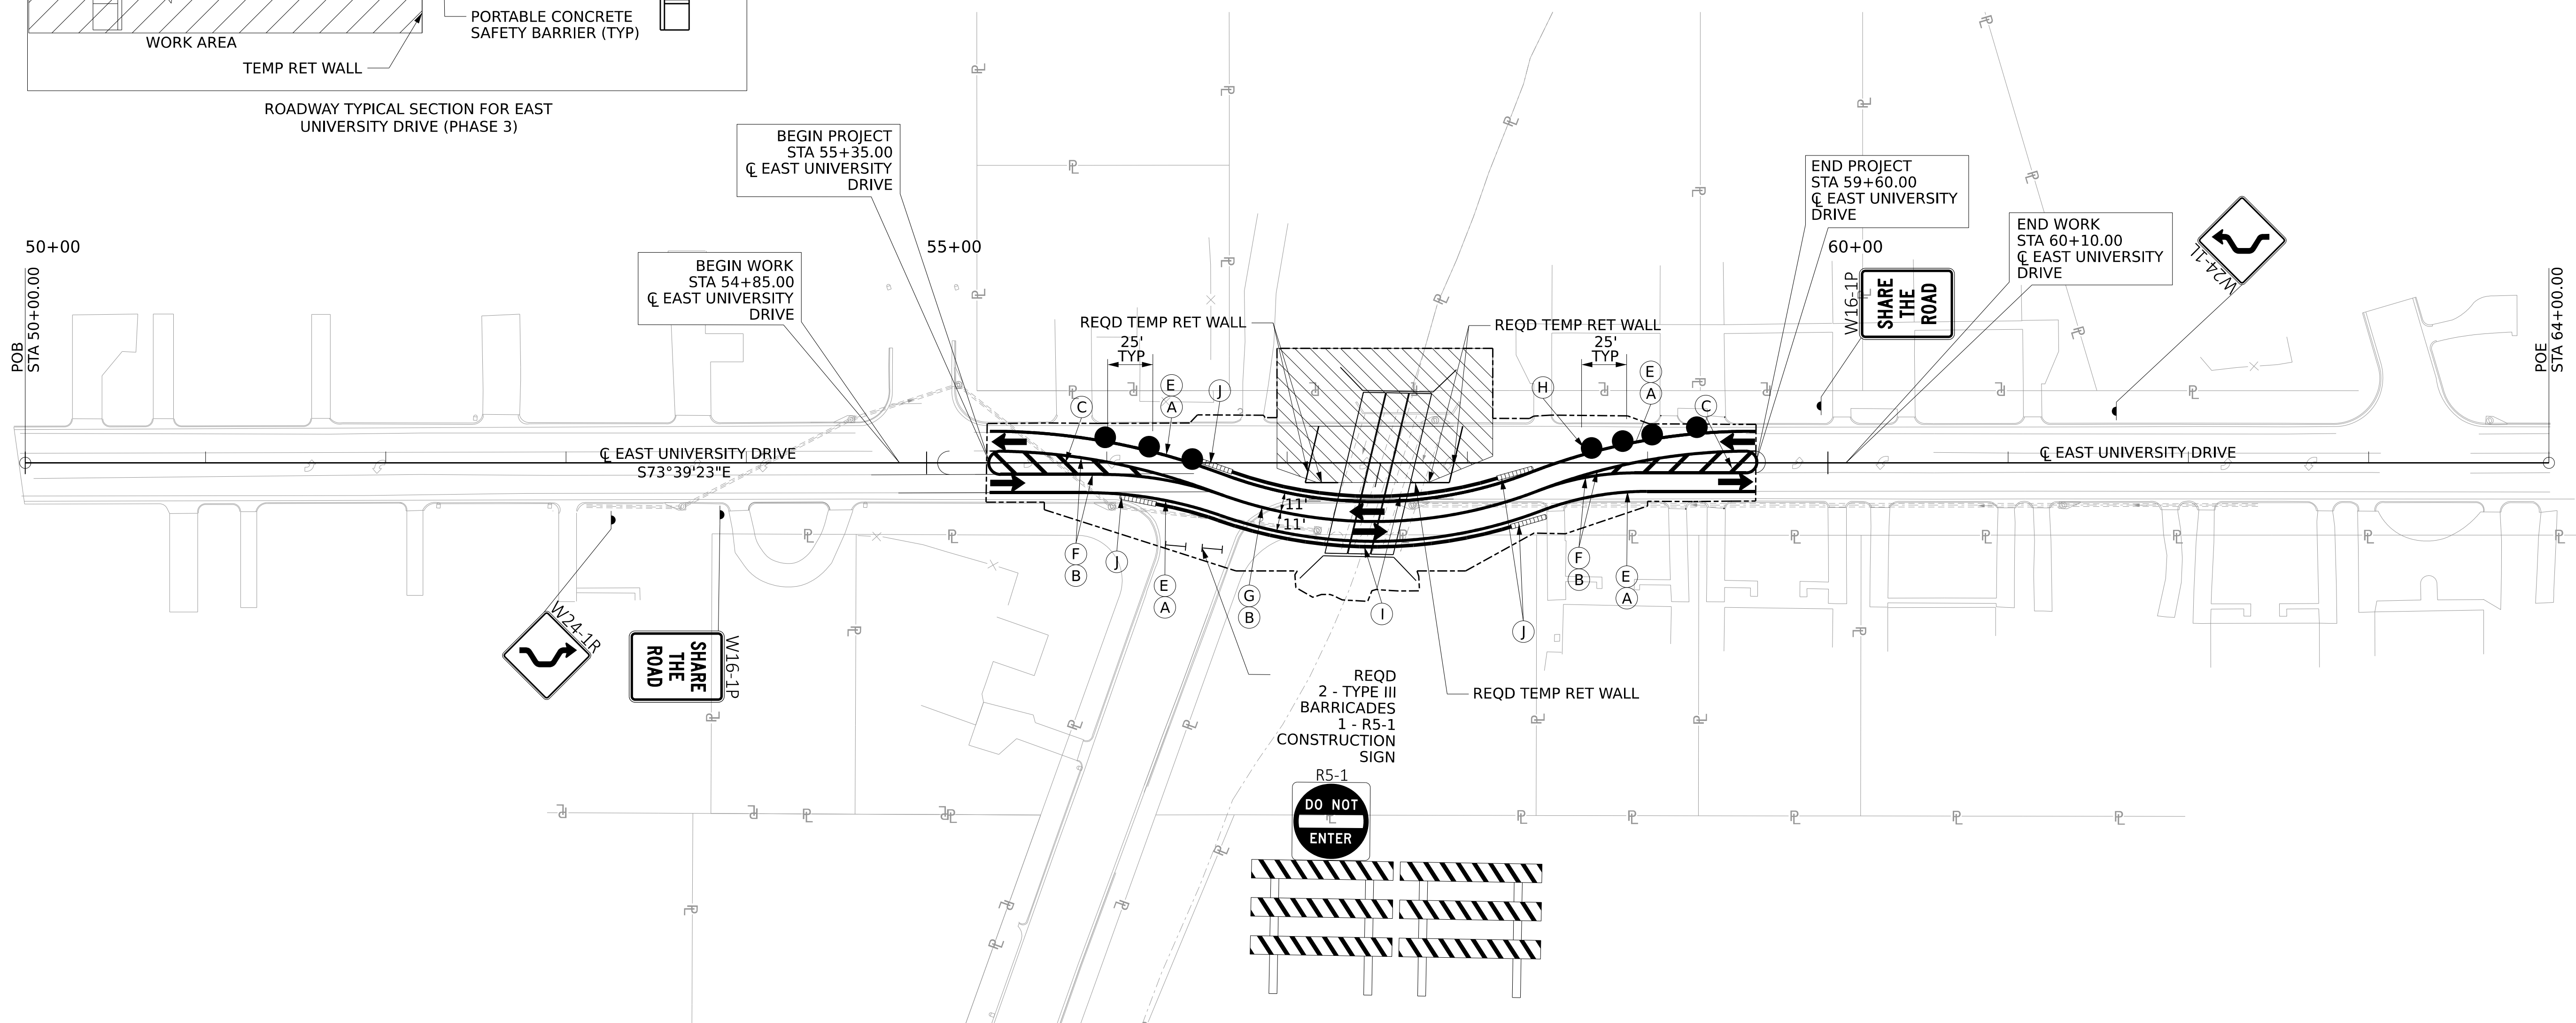 PORTABLE CONCRETE
SAFETY BARRIER (TYP)
WORK AREA
TEMP RET WALL
ROADWAY TYPICAL SECTION FOR EAST
UNIVERSITY DRIVE (PHASE 3)
BEGIN PROJECT
STA 55+35.00
℄ EAST UNIVERSITY
DRIVE
END PROJECT
STA 59+60.00
℄ EAST UNIVERSITY
DRIVE
END WORK
STA 60+10.00
℄ EAST UNIVERSITY
DRIVE
W24-1L
50+00
55+00
60+00
BEGIN WORK
STA 54+85.00
℄ EAST UNIVERSITY
DRIVE
POB
STA 50+00.00
POE
STA 64+00.00
W16-1P
SHARE
THE
ROAD
REQD TEMP RET WALL
REQD TEMP RET WALL
25'
TYP
25'
TYP
C
E
A
J
H
E
A
C
℄ EAST UNIVERSITY DRIVE
S73°39'23"E
℄ EAST UNIVERSITY DRIVE
11'
11'
F
B
J
E
A
G
B
I
J
F
B
E
A
W24-1R
SHARE
THE
ROAD
W16-1P
REQD
2 - TYPE III
BARRICADES
1 - R5-1
CONSTRUCTION
SIGN
REQD TEMP RET WALL
R5-1
DO NOT
ENTER